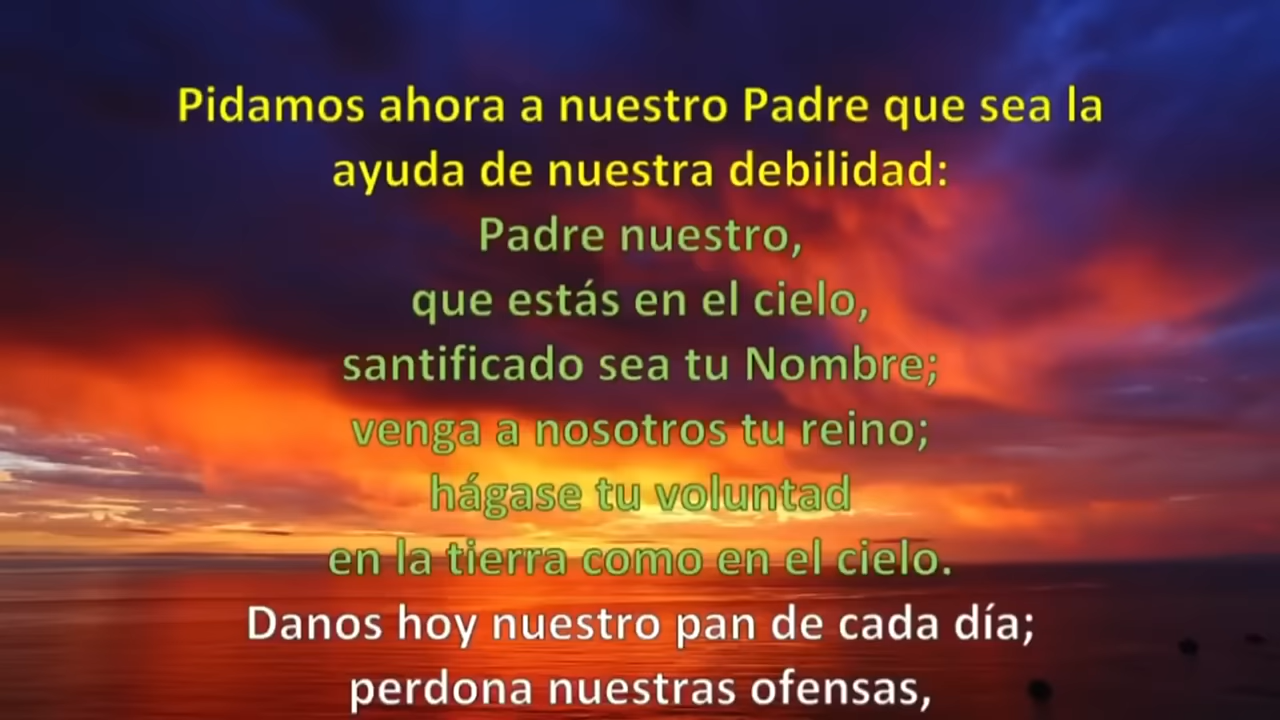 Pidamos ahora a nuestro Padre que sea la
ayuda de nuestra debilidad:
Padre nuestro,
que estás en el cielo,
santificado sea tu Nombre;
venga a nosotros tu reino;
hágase tu voluntad
en la tierra como en el cielo.
Danos hoy nuestro pan de cada día;
perdona nuestras ofensas,